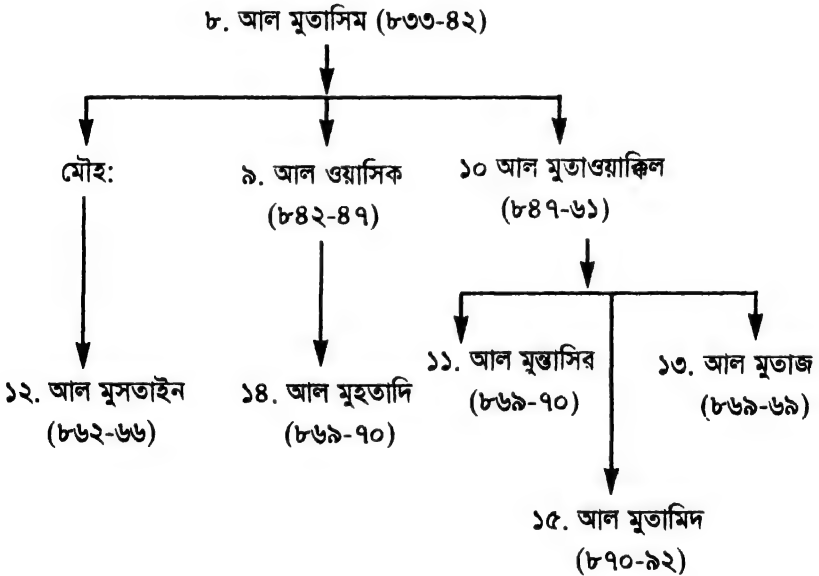 ৮. আল মুতাসিম (৮৩৩-৪২)
মৌহ:
৯. আল ওয়াসিক
(৮৪২-৪৭)
১০ আল মুতাওয়াক্কিল
(৮৪৭-৬১)
১২. আল মুসতাইন
(৮৬২-৬৬)
১৪. আল মুহতাদি
(৮৬৯-৭০)
১১. আল মুন্তাসির
(৮৬৯-৭০)
১৩. আল মুতাজ
(৮৬৯-৬৯)
১৫. আল মুতামিদ
(৮৭০-৯২)